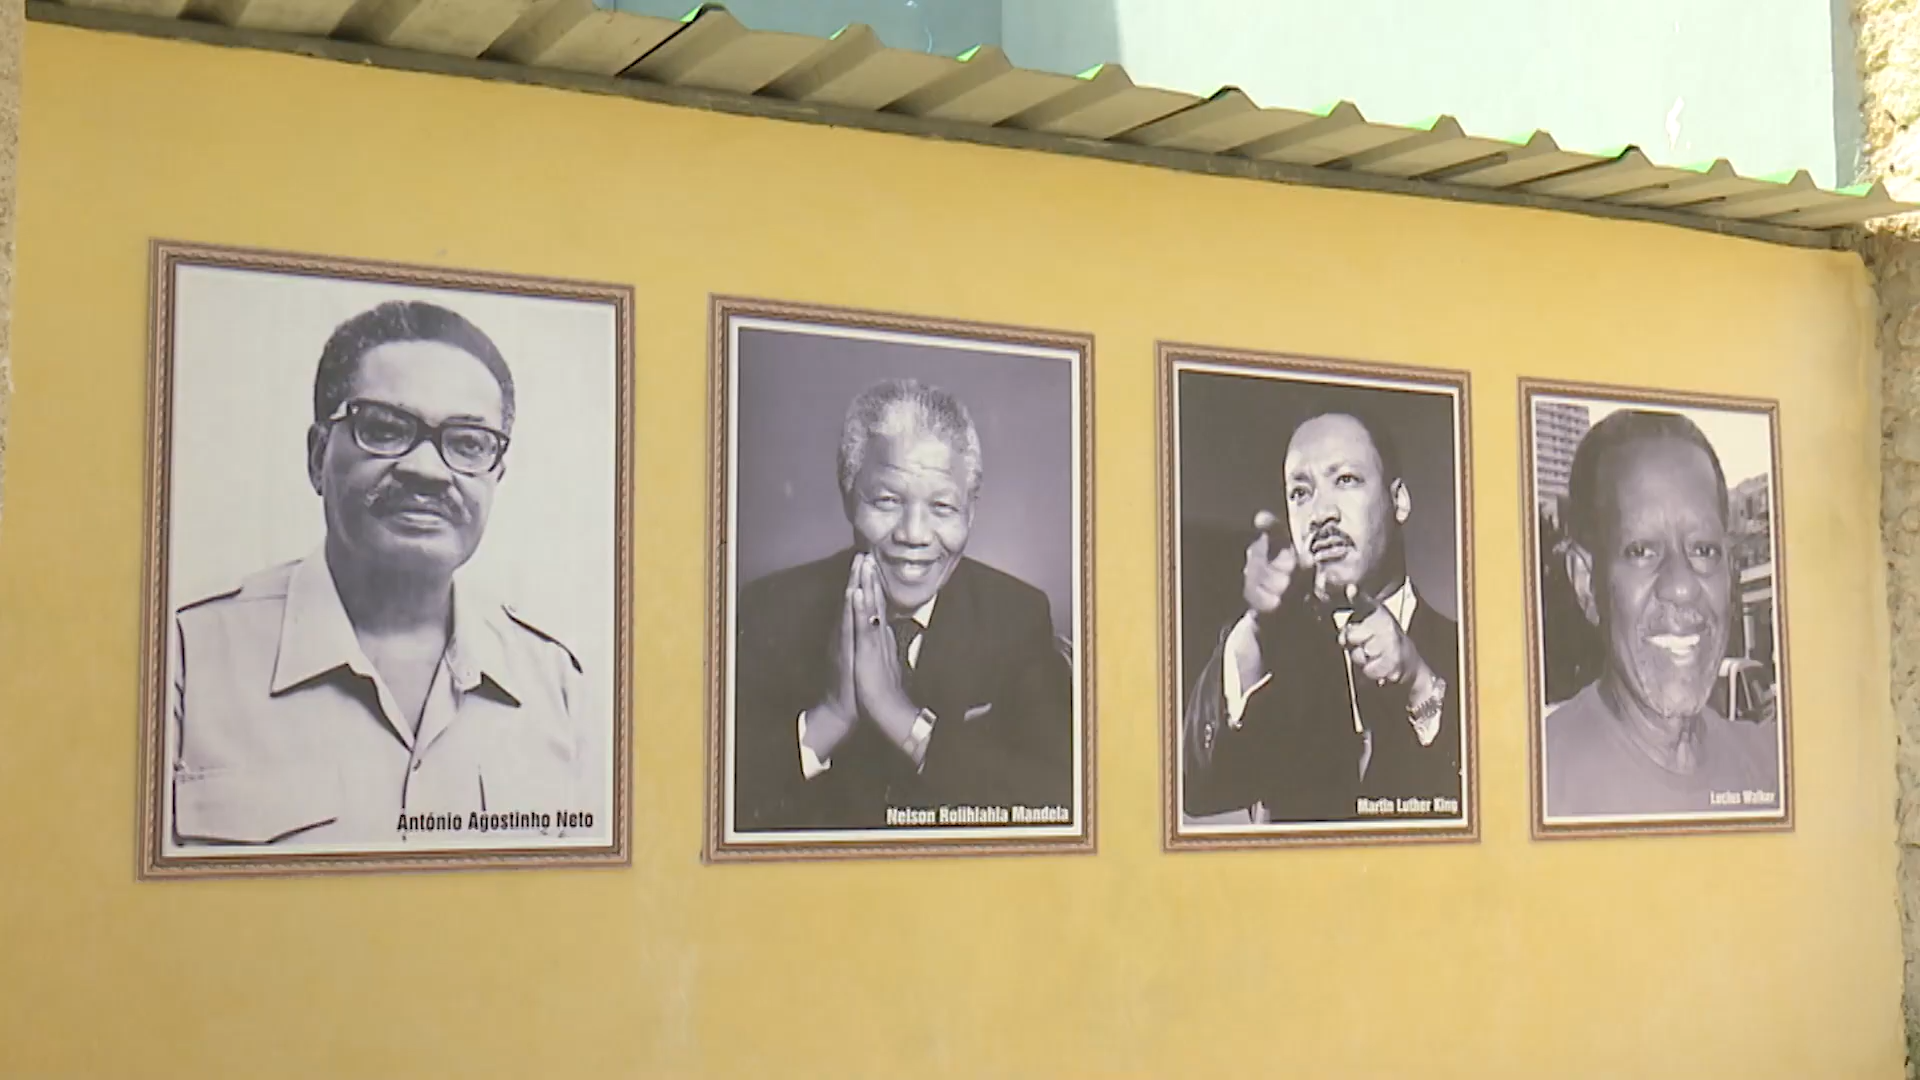 António Agostinho Neto
Nelson Rolihlahla Mandela
Martin Luther King
Lucius Walker